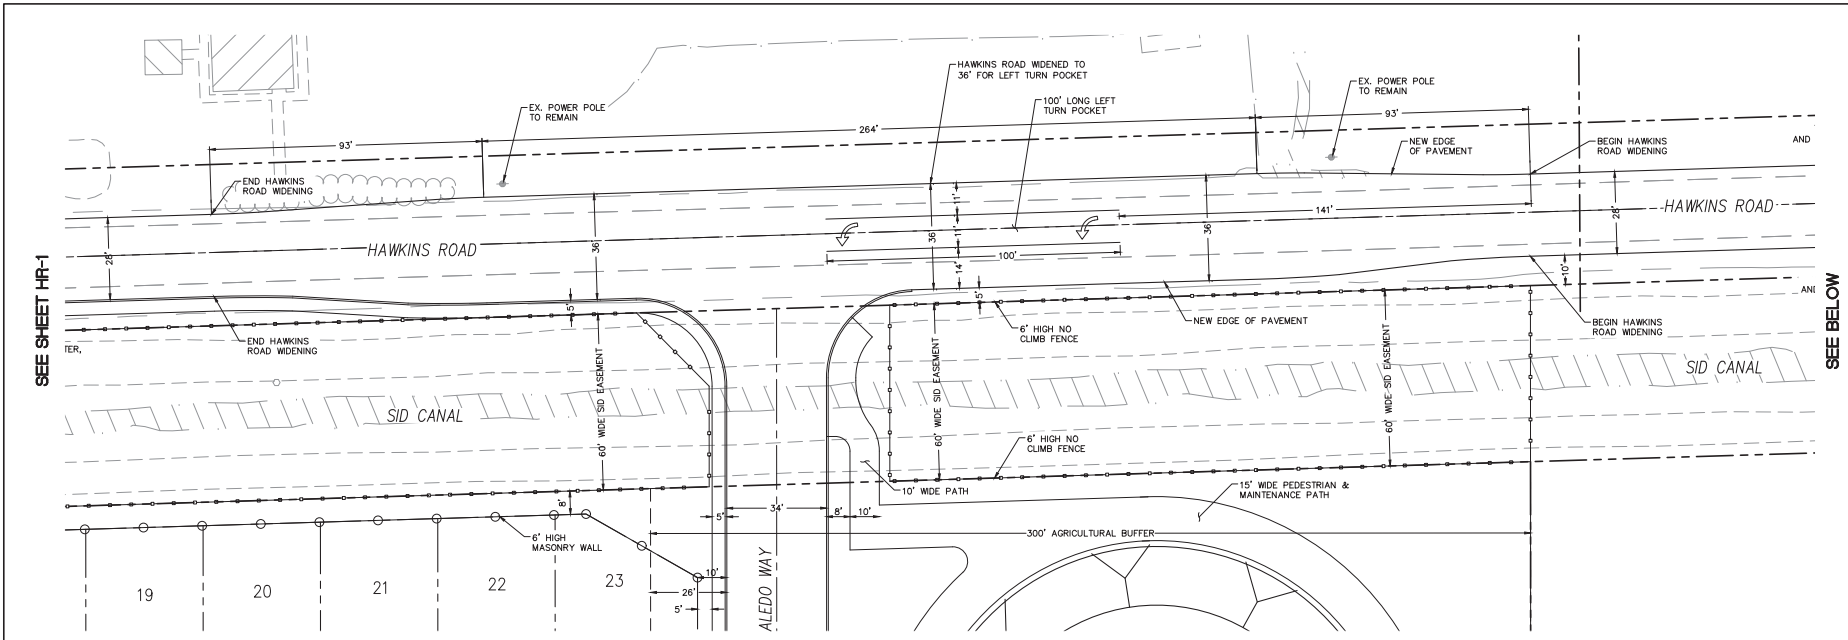 HAWKINS ROAD WIDENED TO
36' FOR LEFT TURN POCKET
EX. POWER POLE
TO REMAIN
100' LONG LEFT
TURN POCKET
EX. POWER POLE
TO REMAIN
93'
264'
93'
NEW EDGE
OF PAVEMENT
BEGIN HAWKINS
ROAD WIDENING
AND
END HAWKINS
ROAD WIDENING
11'
141'
28'
HAWKINS ROAD
HAWKINS ROAD
28'
36'
36'
11'
36'
100'
14'
10'
5'
5'
SEE SHEET HR-1
SEE BELOW
END HAWKINS
ROAD WIDENING
TER,
6' HIGH NO
CLIMB FENCE
NEW EDGE OF PAVEMENT
BEGIN HAWKINS
ROAD WIDENING
60' WIDE SID EASEMENT
60' WIDE SID EASEMENT
60' WIDE SID EASEMENT
SID CANAL
SID CANAL
6' HIGH NO
CLIMB FENCE
10' WIDE PATH
15' WIDE PEDESTRIAN &
MAINTENANCE PATH
8'
5'
34'
8'
10'
6' HIGH
MASONRY WALL
300' AGRICULTURAL BUFFER
19
20
21
22
23
10'
26'
5'
ALEDO WAY